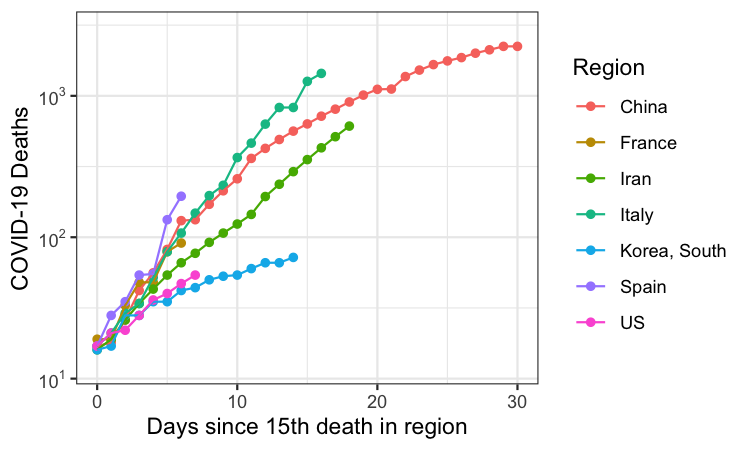 COVID-19 Deaths
10³
10²
10¹
0 10 20 30
Days since 15th death in region
Region
China
France
Iran
Italy
Korea, South
Spain
US